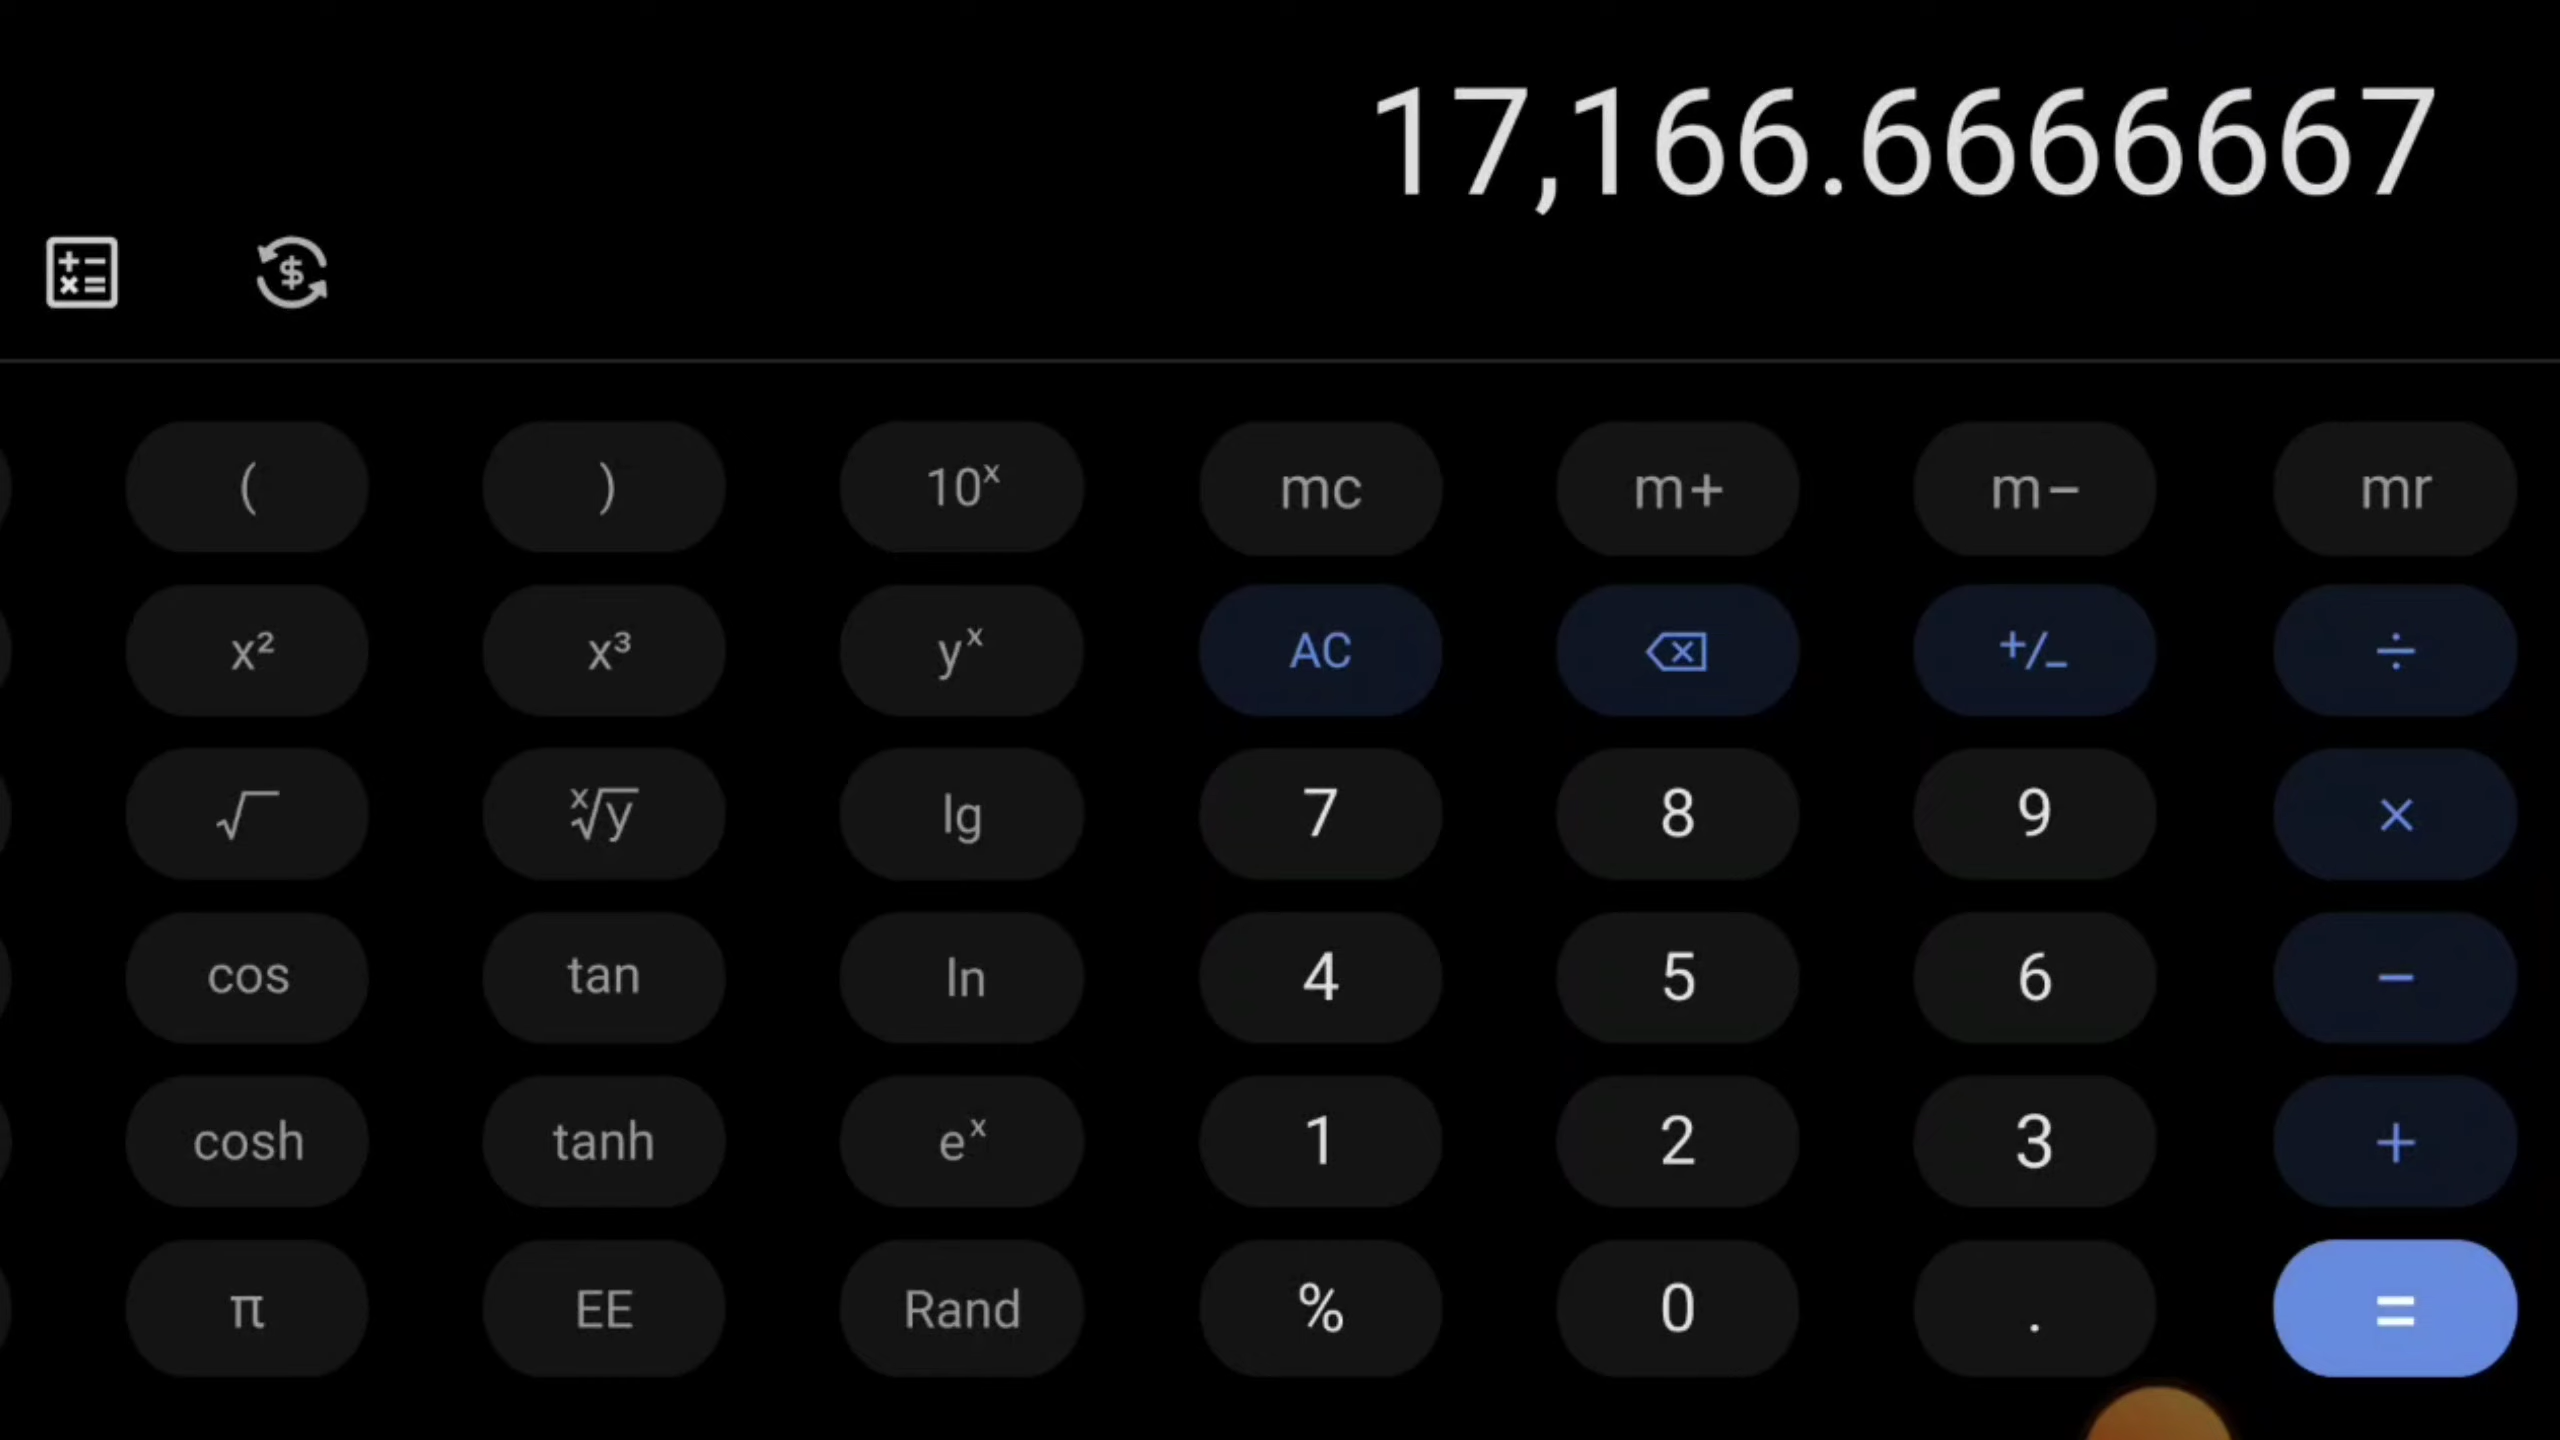 17,166.6666667
$
( ) 10ˣ mc m+ m− mr
x² x³ yˣ AC +/− ÷
√ ˣ√y lg 7 8 9 ×
cos tan ln 4 5 6 −
cosh tanh eˣ 1 2 3 +
π EE Rand % 0 . =